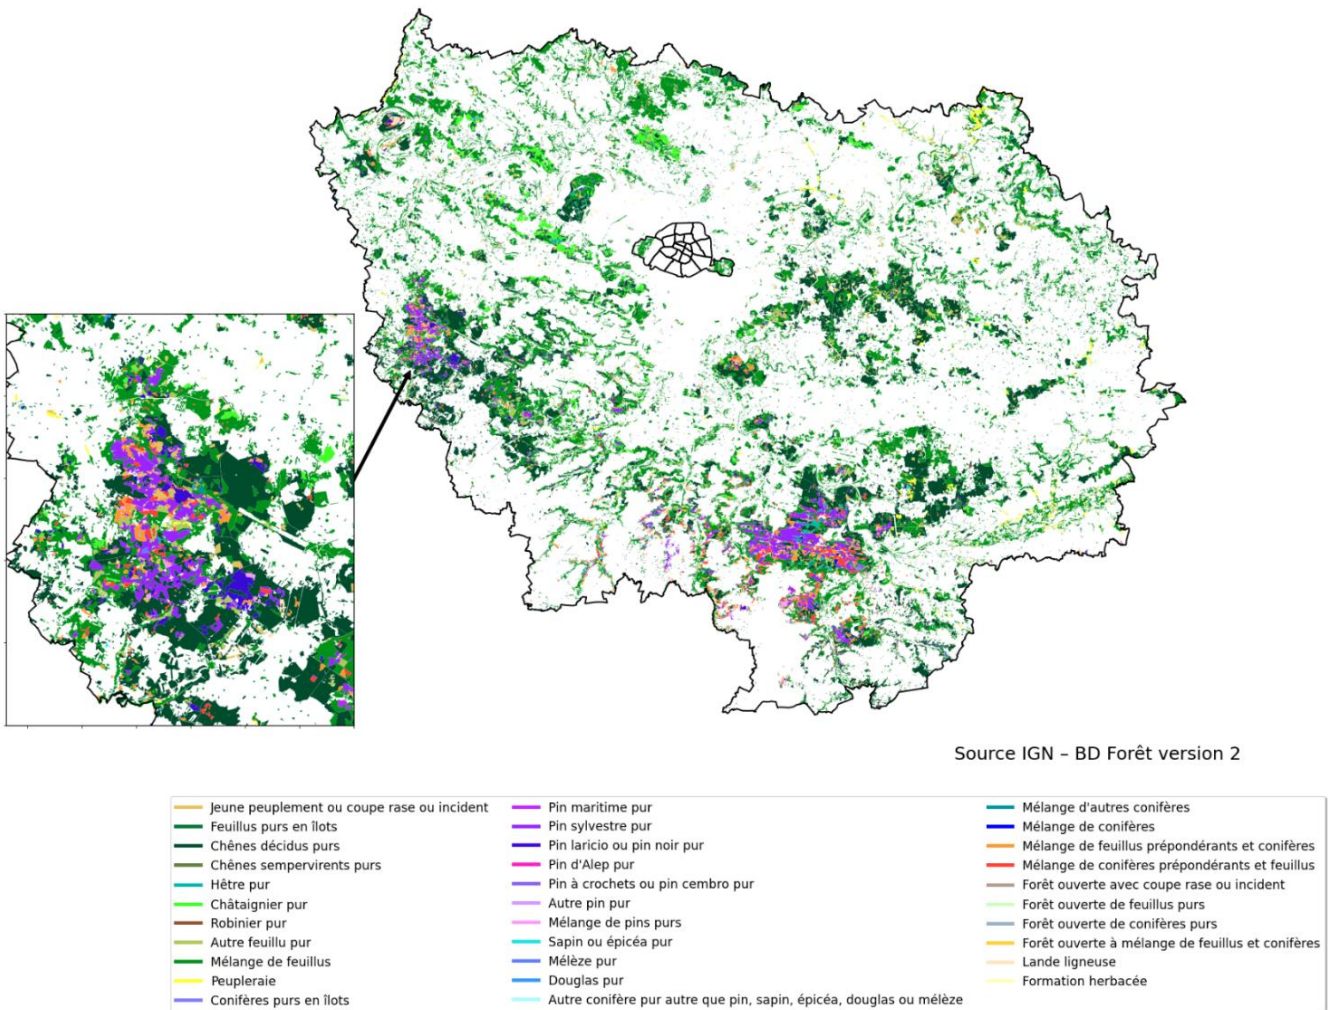 Source IGN – BD Forêt version 2
Jeune peuplement ou coupe rase ou incident
Feuillus purs en îlots
Chênes décidus purs
Chênes sempervirents purs
Hêtre pur
Châtaignier pur
Robinier pur
Autre feuillu pur
Mélange de feuillus
Peupleraie
Conifères purs en îlots
Pin maritime pur
Pin sylvestre pur
Pin laricio ou pin noir pur
Pin d'Alep pur
Pin à crochets ou pin cembro pur
Autre pin pur
Mélange de pins purs
Sapin ou épicéa pur
Mélèze pur
Douglas pur
Autre conifère pur autre que pin, sapin, épicéa, douglas ou mélèze
Mélange d'autres conifères
Mélange de conifères
Mélange de feuillus prépondérants et conifères
Mélange de conifères prépondérants et feuillus
Forêt ouverte avec coupe rase ou incident
Forêt ouverte de feuillus purs
Forêt ouverte de conifères purs
Forêt ouverte à mélange de feuillus et conifères
Lande ligneuse
Formation herbacée